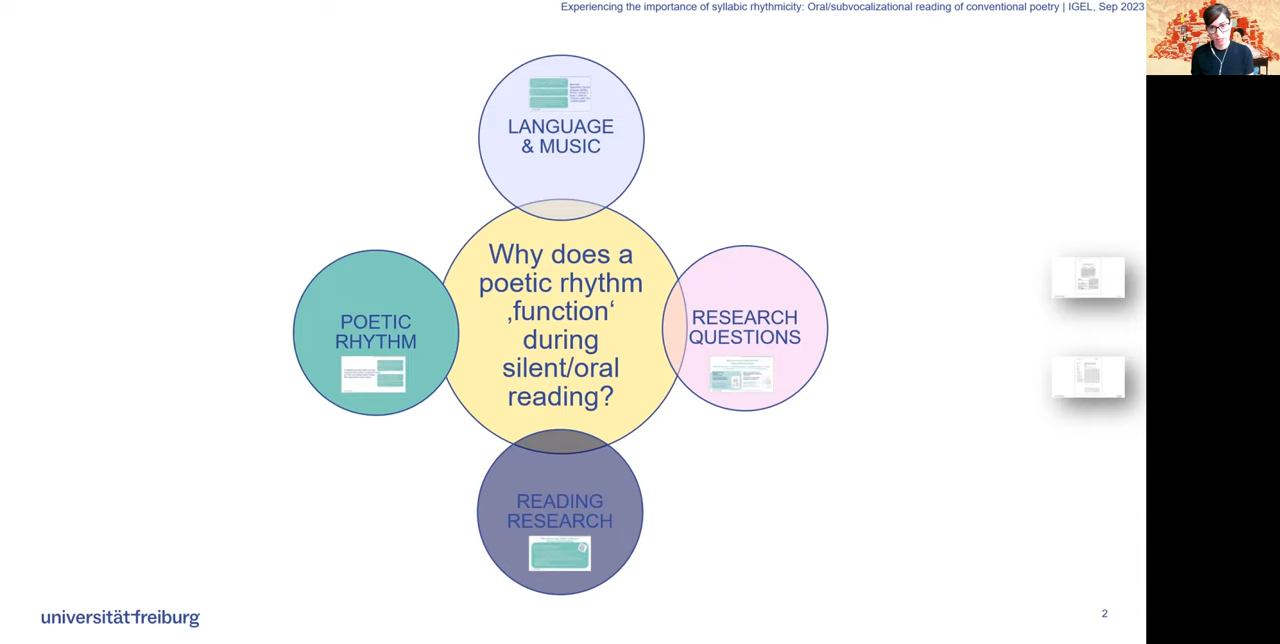 Experiencing the importance of syllabic rhythmicity: Oral/subvocalizational reading of conventional poetry | IGEL, Sep 2023
LANGUAGE
& MUSIC
Why does a
poetic rhythm
‚function‘
during
silent/oral
reading?
POETIC
RHYTHM
RESEARCH
QUESTIONS
READING
RESEARCH
universität freiburg
2